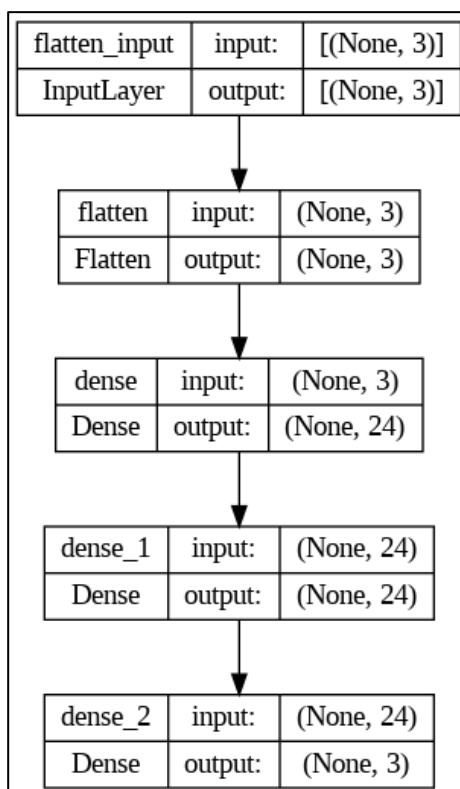 flatten_input input: [(None, 3)]
InputLayer output: [(None, 3)]
flatten input: (None, 3)
Flatten output: (None, 3)
dense input: (None, 3)
Dense output: (None, 24)
dense_1 input: (None, 24)
Dense output: (None, 24)
dense_2 input: (None, 24)
Dense output: (None, 3)